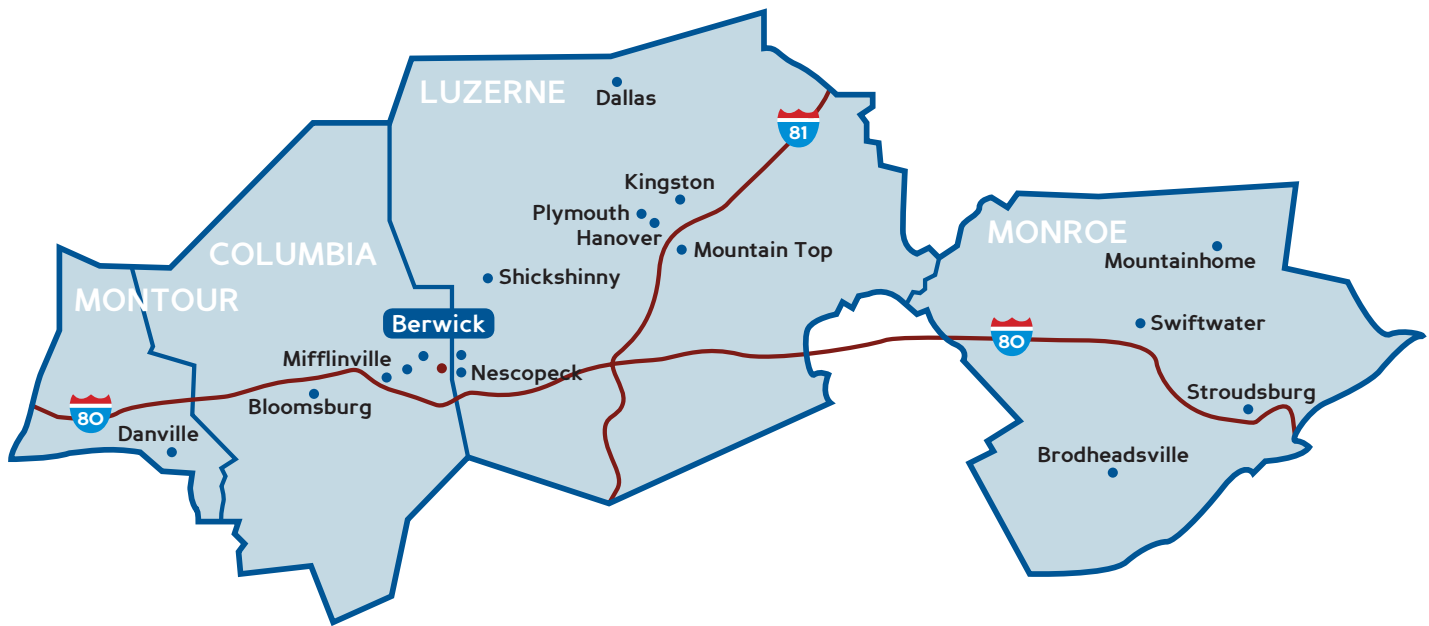 LUZERNE
Dallas
81
Kingston
Plymouth
Hanover
Mountain Top
MONROE
Mountainhome
COLUMBIA
Shickshinny
MONTOUR
Berwick
Swiftwater
80
Mifflinville
Nescopeck
Bloomsburg
Stroudsburg
80
Danville
Brodheadsville